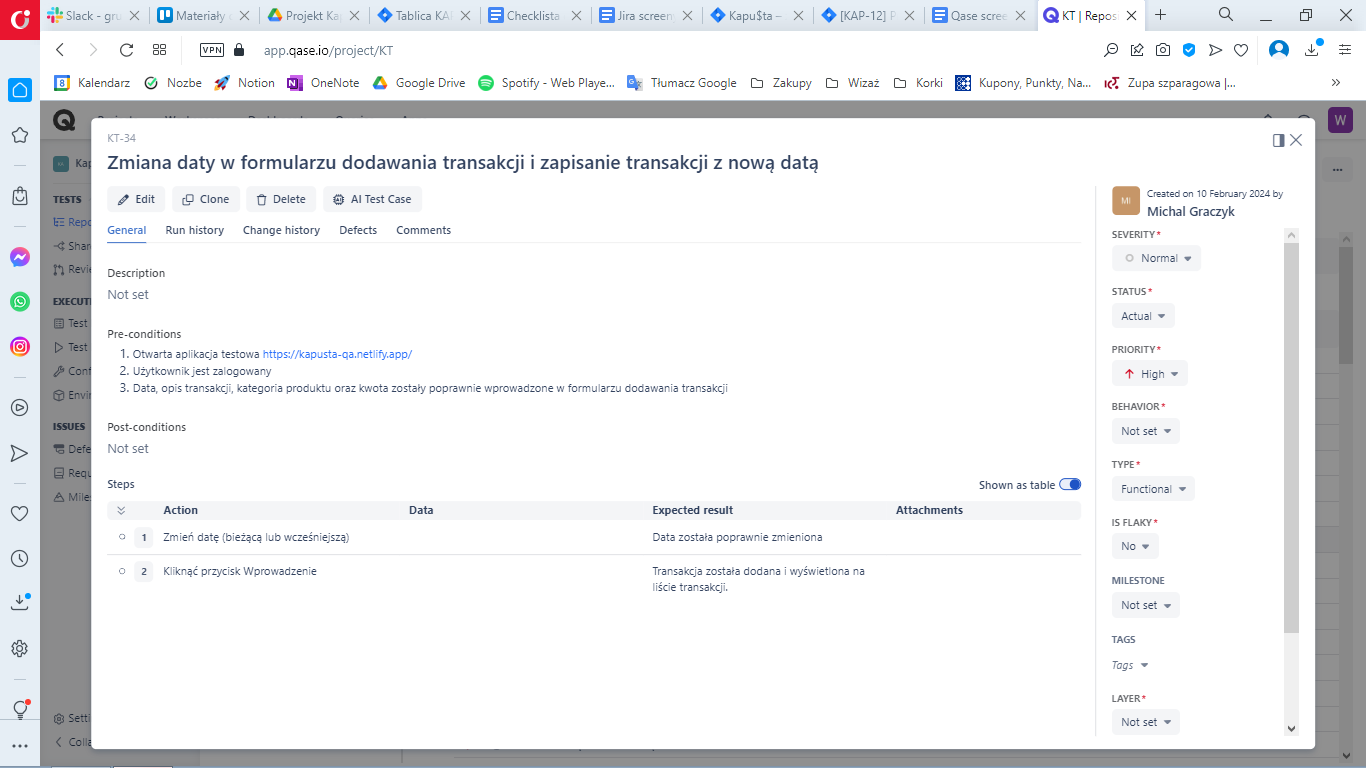 Slack - gru
Materiały
Projekt Kap
Tablica KAP
Checklista
Jira screen
Kapu$ta –
[KAP-12] P
Qase scree
KT | Repos
VPN
app.qase.io/project/KT
Kalendarz
Nozbe
Notion
OneNote
Google Drive
Spotify - Web Playe...
Tłumacz Google
Zakupy
Wizaż
Korki
Kupony, Punkty, Na...
Zupa szparagowa |...
W
Kap
TESTS
Repo
Share
Revie
EXECUTI
Test
Test
Conf
Envir
ISSUES
Defe
Requ
Miles
Setti
Colla
KT-34
Zmiana daty w formularzu dodawania transakcji i zapisanie transakcji z nową datą
Edit
Clone
Delete
AI Test Case
General
Run history
Change history
Defects
Comments
Description
Not set
Pre-conditions
1. Otwarta aplikacja testowa https://kapusta-qa.netlify.app/
2. Użytkownik jest zalogowany
3. Data, opis transakcji, kategoria produktu oraz kwota zostały poprawnie wprowadzone w formularzu dodawania transakcji
Post-conditions
Not set
Steps
Shown as table
Action
Data
Expected result
Attachments
1
Zmień datę (bieżącą lub wcześniejszą)
Data została poprawnie zmieniona
2
Kliknąć przycisk Wprowadzenie
Transakcja została dodana i wyświetlona na
liście transakcji.
MI
Created on 10 February 2024 by
Michal Graczyk
SEVERITY*
Normal
STATUS*
Actual
PRIORITY*
High
BEHAVIOR*
Not set
TYPE*
Functional
IS FLAKY*
No
MILESTONE
Not set
TAGS
Tags
LAYER*
Not set